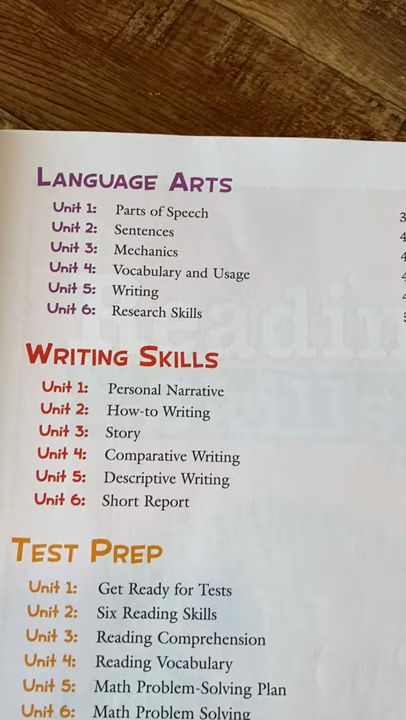 LANGUAGE ARTS
Unit 1: Parts of Speech
Unit 2: Sentences
Unit 3: Mechanics
Unit 4: Vocabulary and Usage
Unit 5: Writing
Unit 6: Research Skills
WRITING SKILLS
Unit 1: Personal Narrative
Unit 2: How-to Writing
Unit 3: Story
Unit 4: Comparative Writing
Unit 5: Descriptive Writing
Unit 6: Short Report
TEST PREP
Unit 1: Get Ready for Tests
Unit 2: Six Reading Skills
Unit 3: Reading Comprehension
Unit 4: Reading Vocabulary
Unit 5: Math Problem-Solving Plan
Unit 6: Math Problem Solving